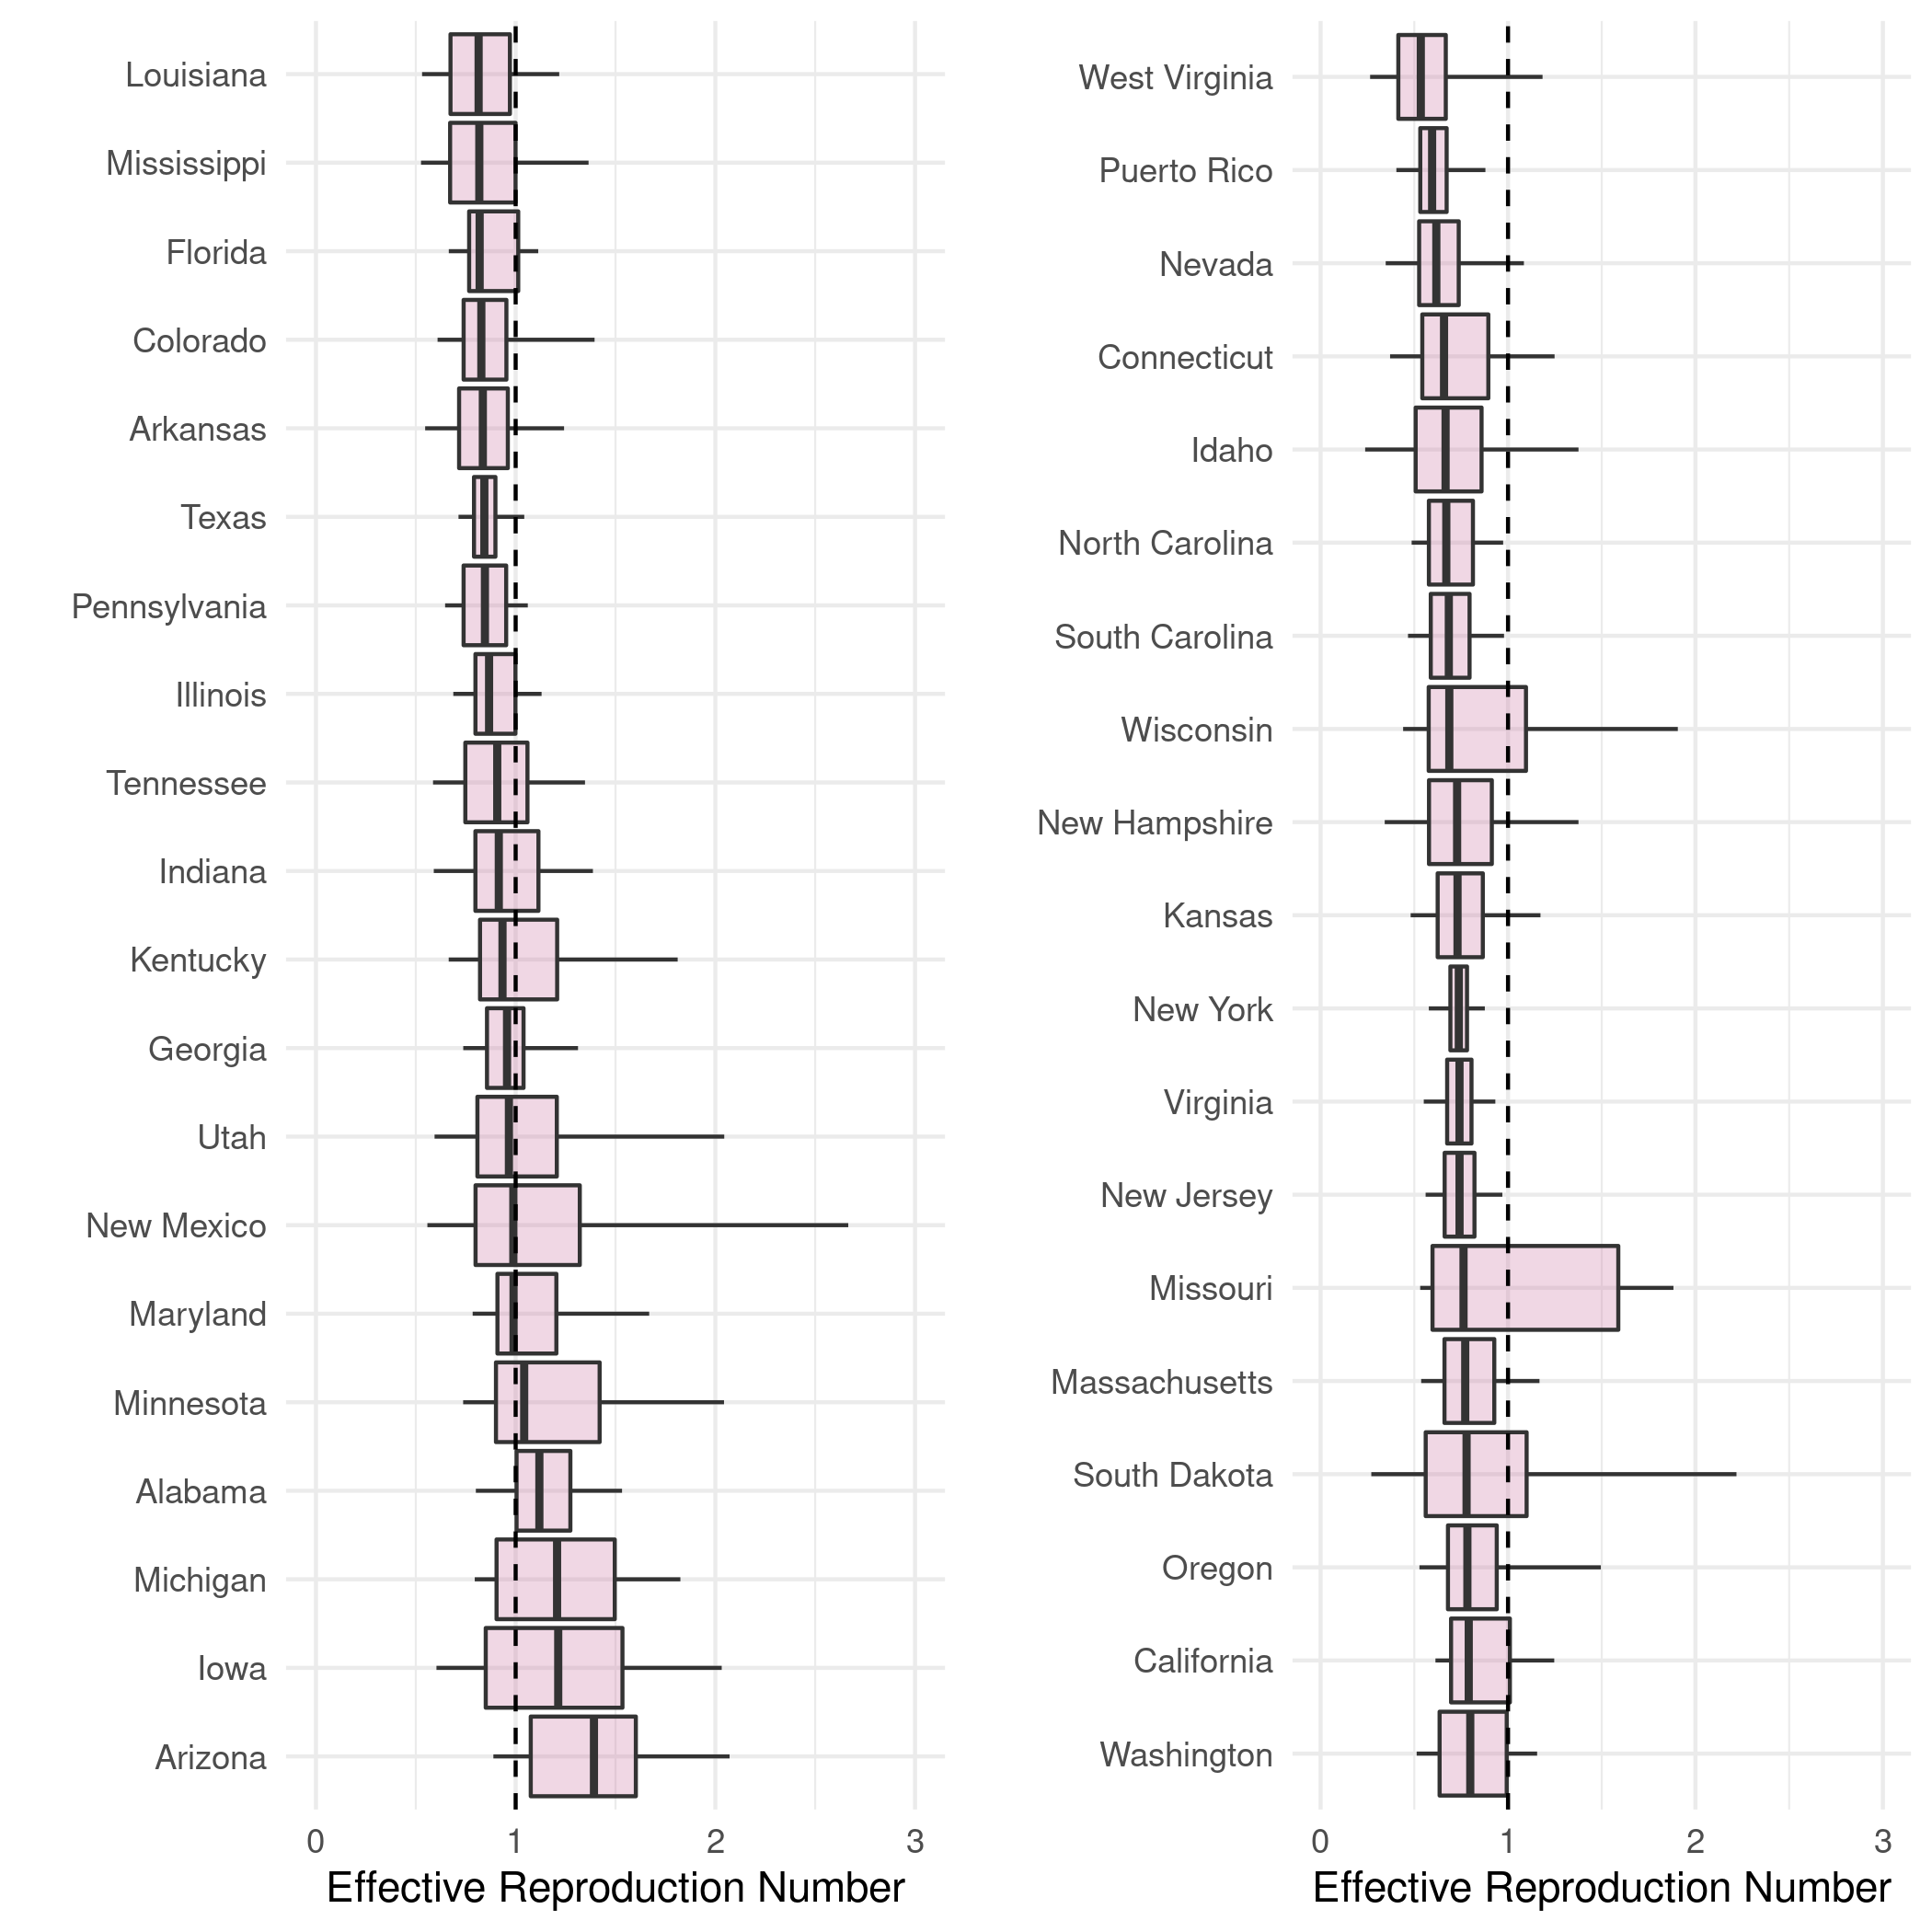 Louisiana
Mississippi
Florida
Colorado
Arkansas
Texas
Pennsylvania
Illinois
Tennessee
Indiana
Kentucky
Georgia
Utah
New Mexico
Maryland
Minnesota
Alabama
Michigan
Iowa
Arizona
0 1 2 3
Effective Reproduction Number
West Virginia
Puerto Rico
Nevada
Connecticut
Idaho
North Carolina
South Carolina
Wisconsin
New Hampshire
Kansas
New York
Virginia
New Jersey
Missouri
Massachusetts
South Dakota
Oregon
California
Washington
0 1 2 3
Effective Reproduction Number